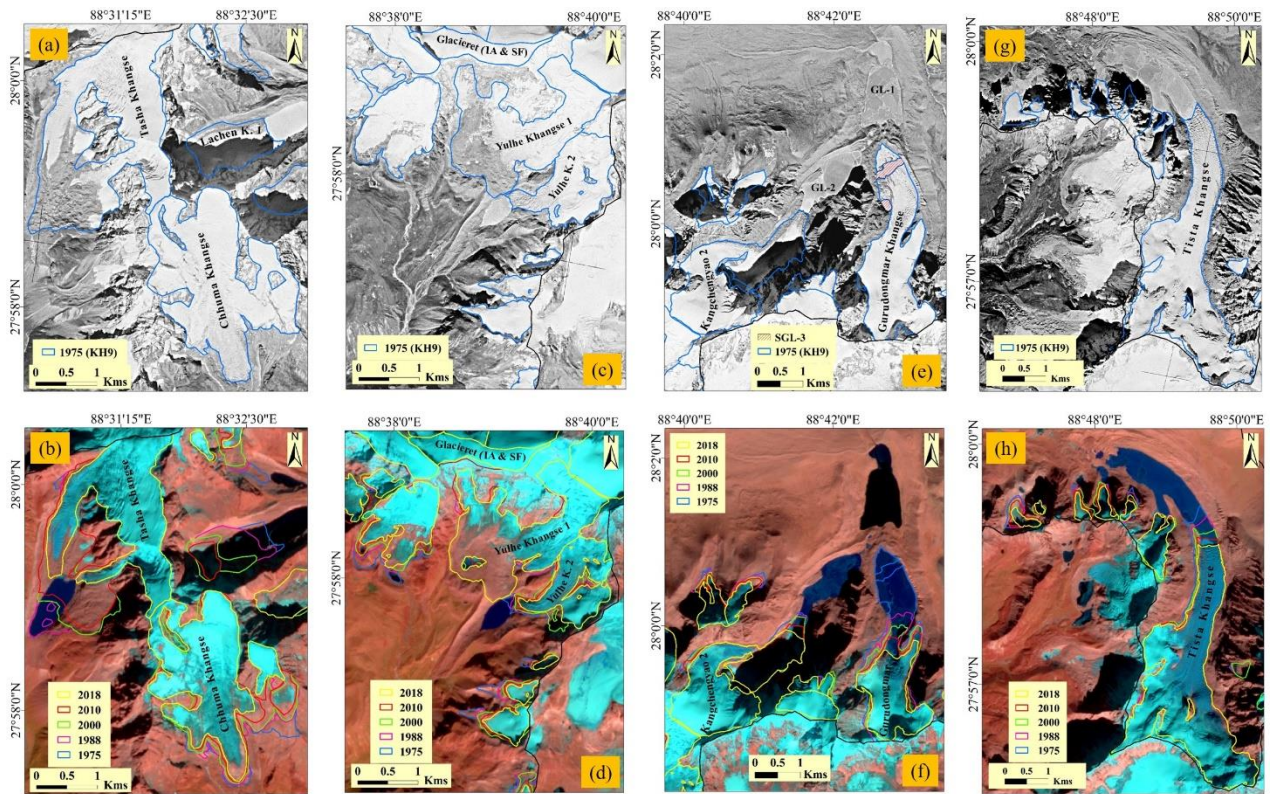 88°31'15"E 88°32'30"E
(a)
N
28°0'0"N
27°58'0"N
Tasha Khangse
Lachen K. 1
Chhuma Khangse
1975 (KH9)
0 0.5 1
Kms
88°38'0"E 88°40'0"E
N
Glacieret (1A & SF)
27°58'0"N
Yulhe Khangse 1
Yulhe K. 2
1975 (KH9)
0 0.5 1
Kms
(c)
88°40'0"E 88°42'0"E
N
28°2'0"N
28°0'0"N
GL-1
GL-2
Kangchengyao 2
Gurudongmar Khangse
SGL-3
1975 (KH9)
0 0.5 1
Kms
(e)
88°48'0"E 88°50'0"E
(g)
N
28°0'0"N
27°57'0"N
Tista Khangse
1975 (KH9)
0 0.5 1
Kms
88°31'15"E 88°32'30"E
(b)
N
28°0'0"N
27°58'0"N
Tasha Khangse
Chhuma Khangse
2018
2010
2000
1988
1975
0 0.5 1
Kms
88°38'0"E 88°40'0"E
N
Glacieret (1A & SF)
27°58'0"N
Yulhe Khangse 1
Yulhe K. 2
2018
2010
2000
1988
1975
0 0.5 1
Kms
(d)
88°40'0"E 88°42'0"E
N
28°2'0"N
28°0'0"N
2018
2010
2000
1988
1975
Kangchengyao 2
Gurudongmar K.
0 0.5 1
Kms
(f)
88°48'0"E 88°50'0"E
(h)
N
28°0'0"N
27°57'0"N
Tista Khangse
2018
2010
2000
1988
1975
0 0.5 1
Kms